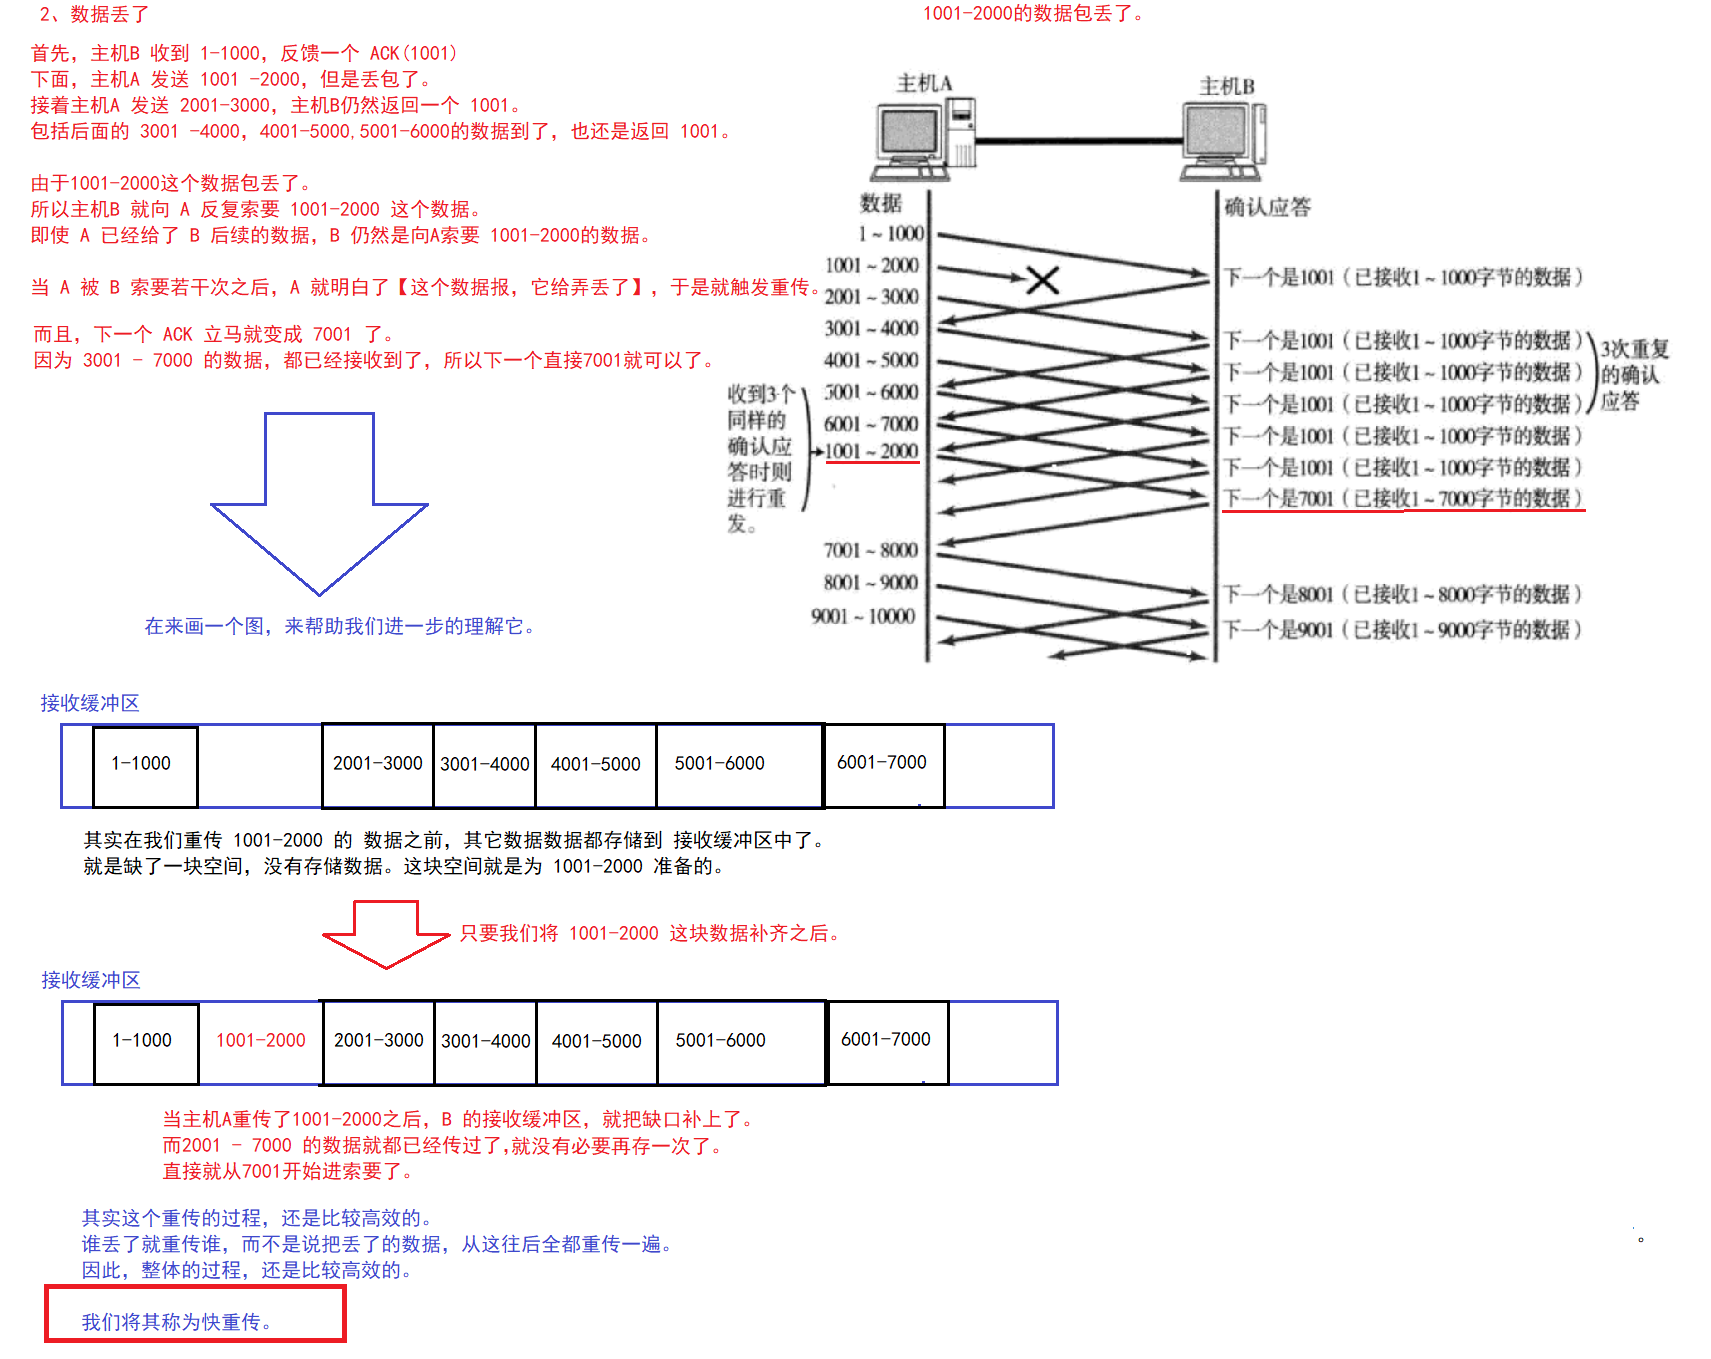 2、数据丢了
首先，主机B 收到 1-1000，反馈一个 ACK(1001)
下面，主机A 发送 1001 -2000，但是丢包了。
接着主机A 发送 2001-3000，主机B仍然返回一个 1001。
包括后面的 3001 -4000，4001-5000,5001-6000的数据到了，也还是返回 1001。
由于1001-2000这个数据包丢了。
所以主机B 就向 A 反复索要 1001-2000 这个数据。
即使 A 已经给了 B 后续的数据，B 仍然是向A索要 1001-2000的数据。
当 A 被 B 索要若干次之后，A 就明白了【这个数据报，它给弄丢了】，于是就触发重传。
而且，下一个 ACK 立马就变成 7001 了。
因为 3001 - 7000 的数据，都已经接收到了，所以下一个直接7001就可以了。
在来画一个图，来帮助我们进一步的理解它。
1001-2000的数据包丢了。
主机A
主机B
数据
确认应答
1～1000
1001～2000
下一个是1001（已接收1～1000字节的数据）
2001～3000
3001～4000
下一个是1001（已接收1～1000字节的数据）
4001～5000
下一个是1001（已接收1～1000字节的数据）
5001～6000
下一个是1001（已接收1～1000字节的数据）
3次重复
的确认
应答
6001～7000
下一个是1001（已接收1～1000字节的数据）
收到3个
同样的
确认应
答时则
进行重
发。
1001～2000
下一个是1001（已接收1～1000字节的数据）
下一个是7001（已接收1～7000字节的数据）
7001～8000
8001～9000
下一个是8001（已接收1～8000字节的数据）
9001～10000
下一个是9001（已接收1～9000字节的数据）
接收缓冲区
1-1000 2001-3000 3001-4000 4001-5000 5001-6000 6001-7000
其实在我们重传 1001-2000 的 数据之前，其它数据数据都存储到 接收缓冲区中了。
就是缺了一块空间，没有存储数据。这块空间就是为 1001-2000 准备的。
只要我们将 1001-2000 这块数据补齐之后。
接收缓冲区
1-1000 1001-2000 2001-3000 3001-4000 4001-5000 5001-6000 6001-7000
当主机A重传了1001-2000之后，B 的接收缓冲区，就把缺口补上了。
而2001 - 7000 的数据就都已经传过了,就没有必要再存一次了。
直接就从7001开始进索要了。
其实这个重传的过程，还是比较高效的。
谁丢了就重传谁，而不是说把丢了的数据，从这往后全都重传一遍。
因此，整体的过程，还是比较高效的。
我们将其称为快重传。
。